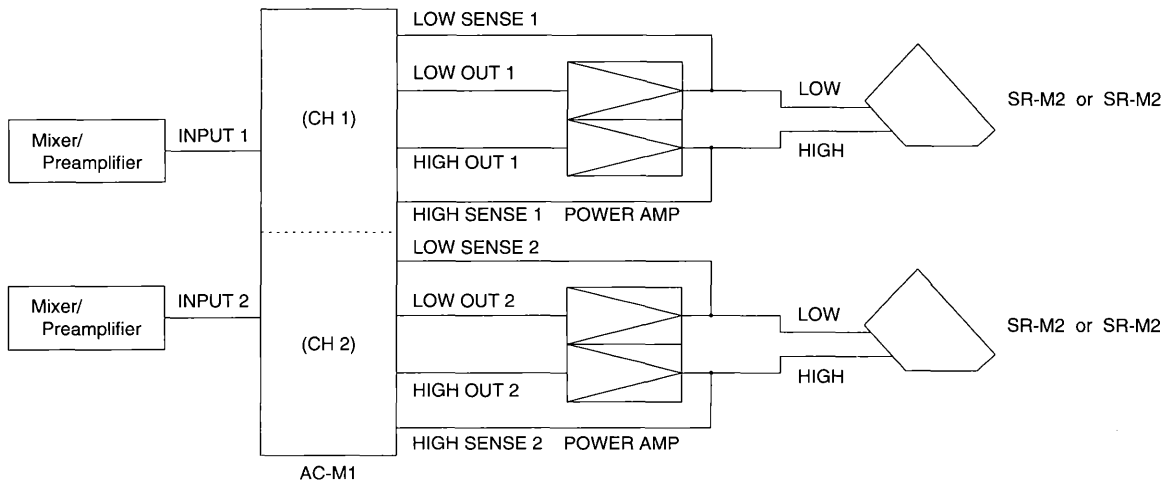 LOW SENSE 1
LOW OUT 1
LOW
SR-M2 or SR-M2
(CH 1)
Mixer/
Preamplifier
INPUT 1
HIGH OUT 1
HIGH
HIGH SENSE 1 POWER AMP
LOW SENSE 2
Mixer/
Preamplifier
INPUT 2
LOW OUT 2
LOW
SR-M2 or SR-M2
(CH 2)
HIGH
HIGH OUT 2
HIGH SENSE 2 POWER AMP
AC-M1